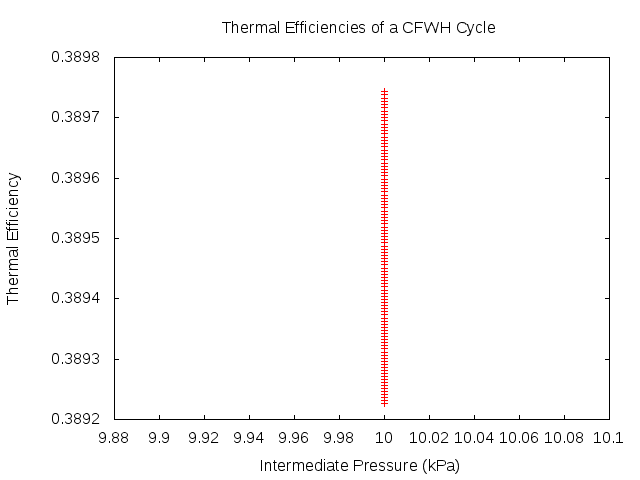 Thermal Efficiencies of a CFWH Cycle
0.3898
0.3897
0.3896
0.3895
0.3894
0.3893
0.3892
Thermal Efficiency
9.88 9.9 9.92 9.94 9.96 9.98 10 10.02 10.04 10.06 10.08 10.1
Intermediate Pressure (kPa)